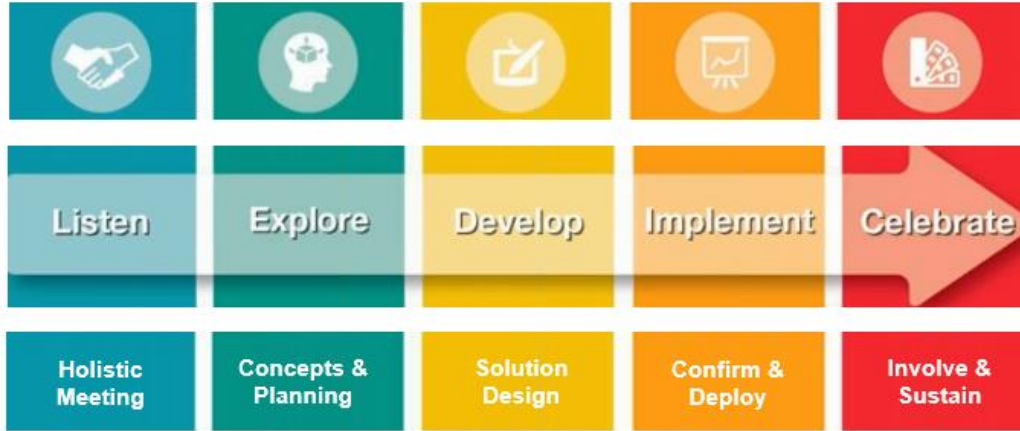 Listen
Explore
Develop
Implement
Celebrate
Holistic
Meeting
Concepts &
Planning
Solution
Design
Confirm &
Deploy
Involve &
Sustain